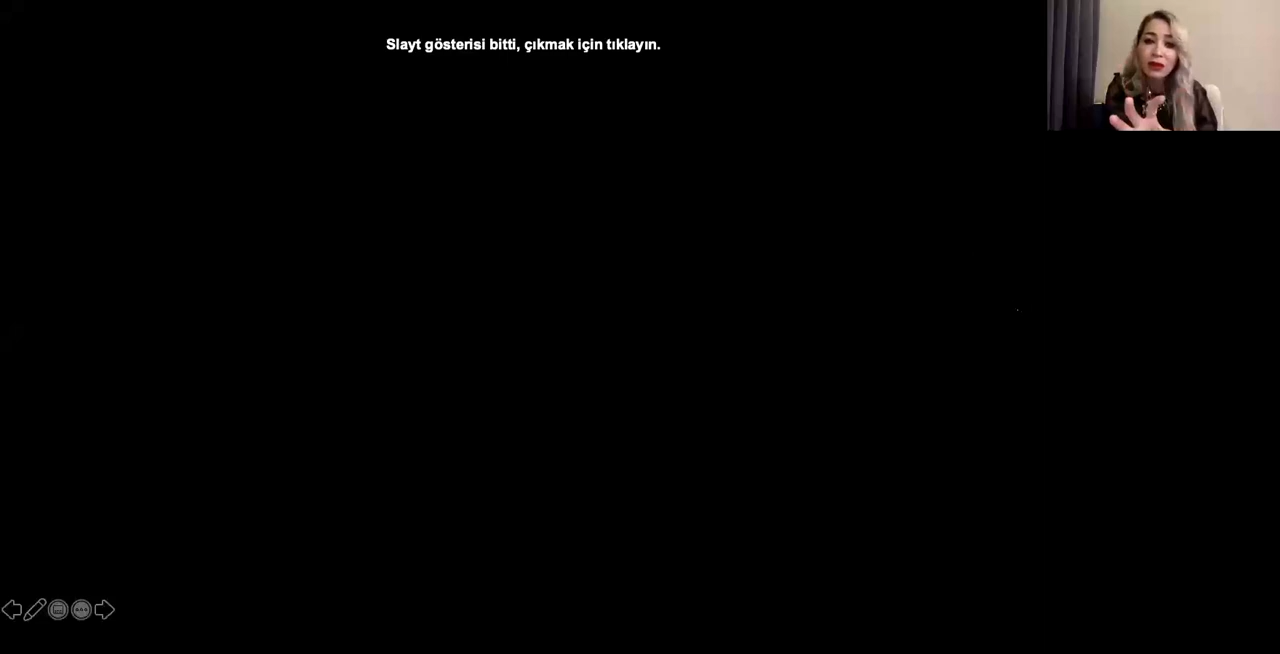 Slayt gösterisi bitti, çıkmak için tıklayın.